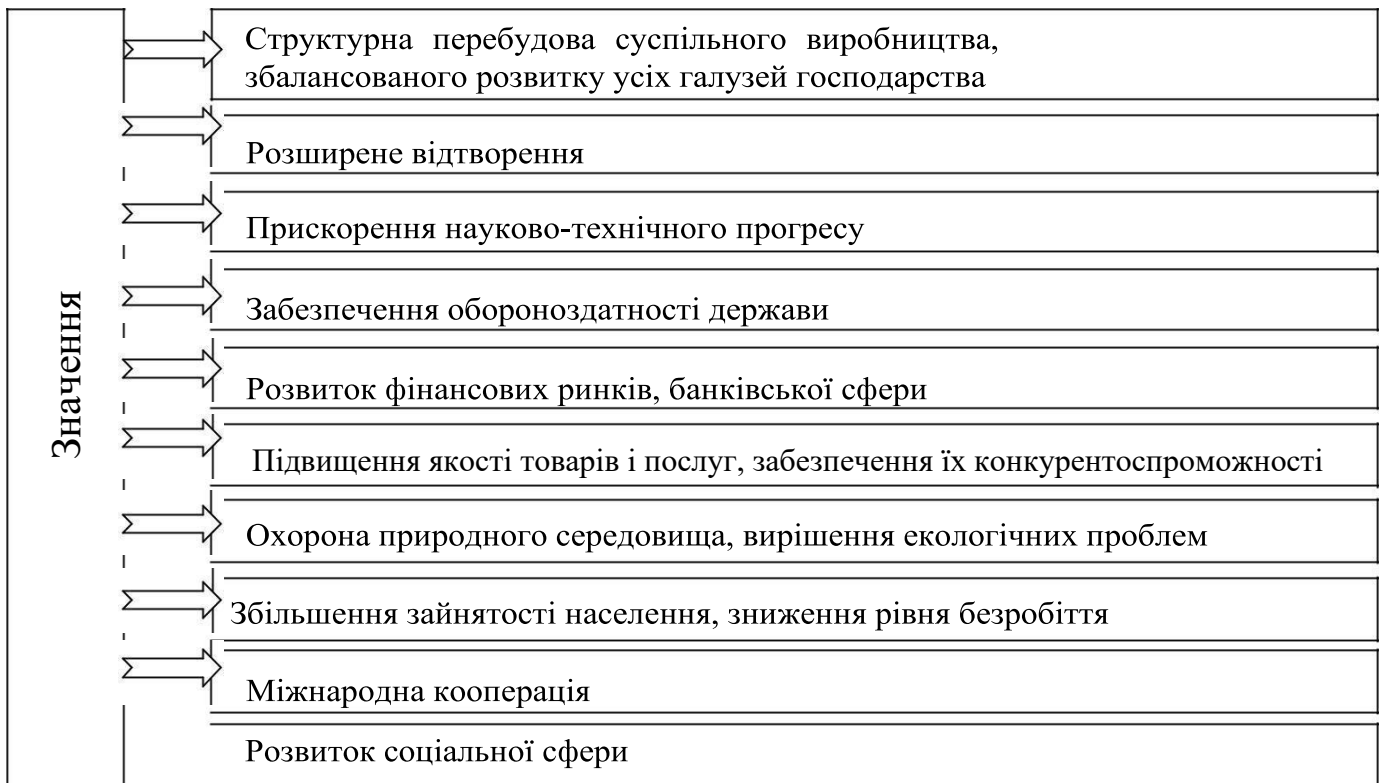 Значення
Структурна перебудова суспільного виробництва,
збалансованого розвитку усіх галузей господарства
Розширене відтворення
Прискорення науково-технічного прогресу
Забезпечення обороноздатності держави
Розвиток фінансових ринків, банківської сфери
Підвищення якості товарів і послуг, забезпечення їх конкурентоспроможності
Охорона природного середовища, вирішення екологічних проблем
Збільшення зайнятості населення, зниження рівня безробіття
Міжнародна кооперація
Розвиток соціальної сфери